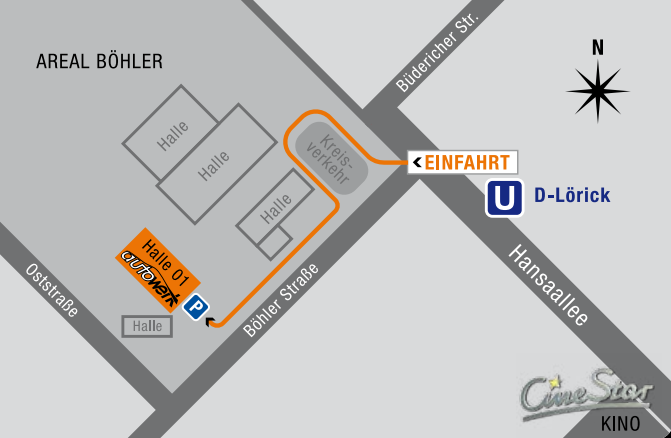 AREAL BÖHLER
Büdericher Str.
N
Halle
Halle
Kreis-
verkehr
EINFAHRT
U
D-Lörick
Halle
Halle 01
autowerk
P
Halle
Oststraße
Böhler Straße
Hansaallee
CineStar
KINO